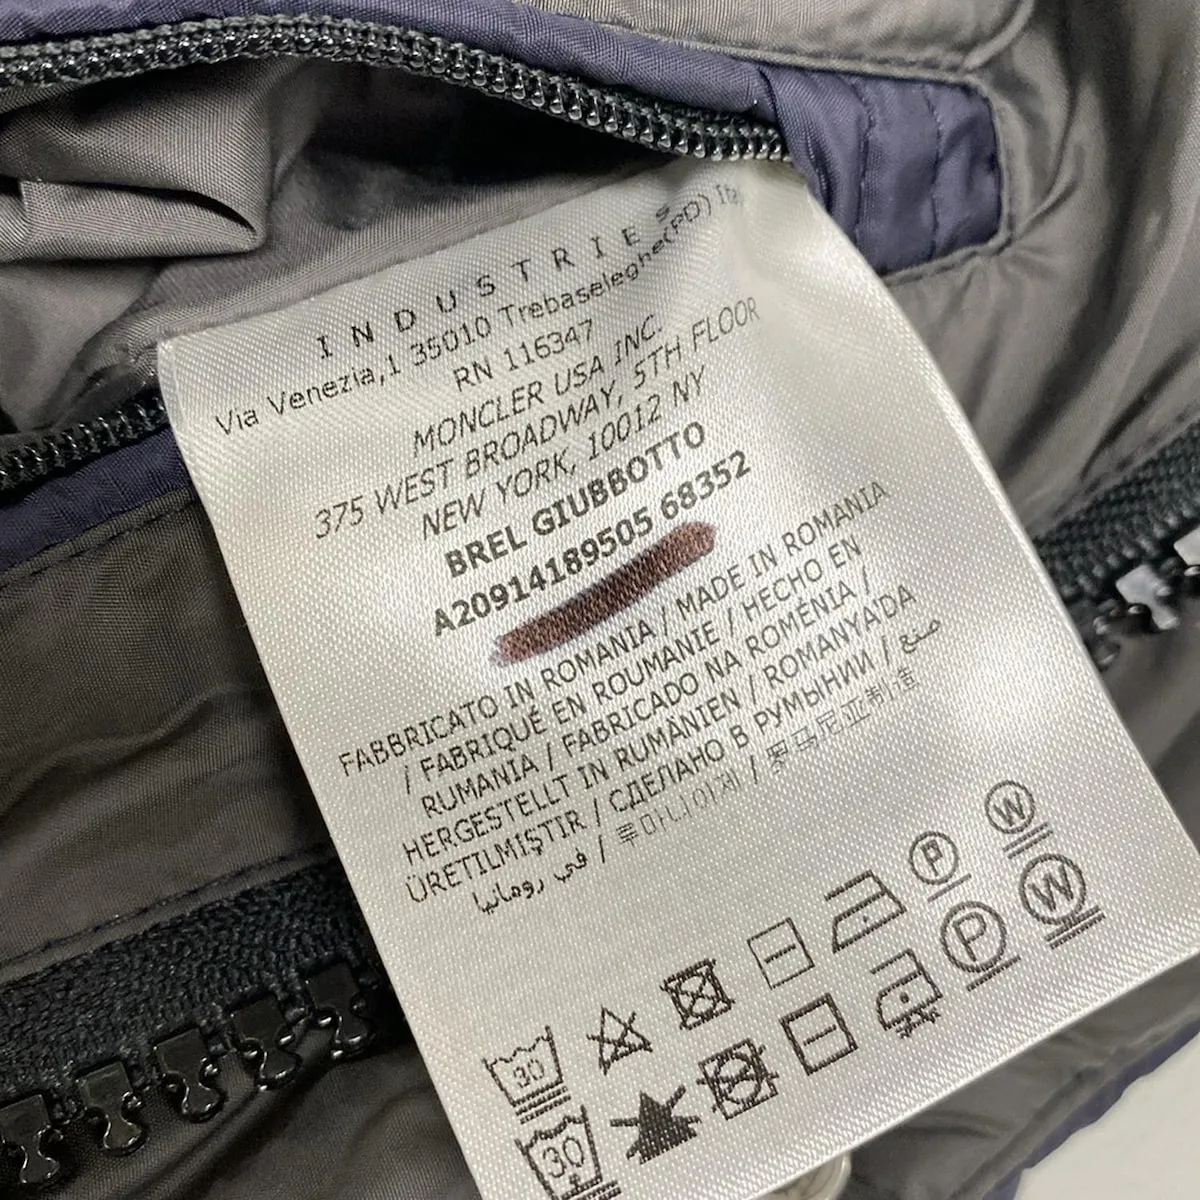 INDUSTRIES
Via Venezia,1 35010 Trebaseleghe(PD) Italy
RN 116347
MONCLER USA INC.
375 WEST BROADWAY, 5TH FLOOR
NEW YORK, 10012 NY
BREL GIUBBOTTO
A20914189505 68352
FABBRICATO IN ROMANIA / MADE IN ROMANIA
/ FABRIQUÉ EN ROUMANIE / HECHO EN
RUMANIA / FABRICADO NA ROMÉNIA /
HERGESTELLT IN RUMÄNIEN / ROMANYA'DA
ÜRETILMIŞTIR / СДЕЛАНО В РУМЫНИИ / صنع
في رومانيا / 루마니아제 / 罗马尼亚制造
30 P W
30 P W